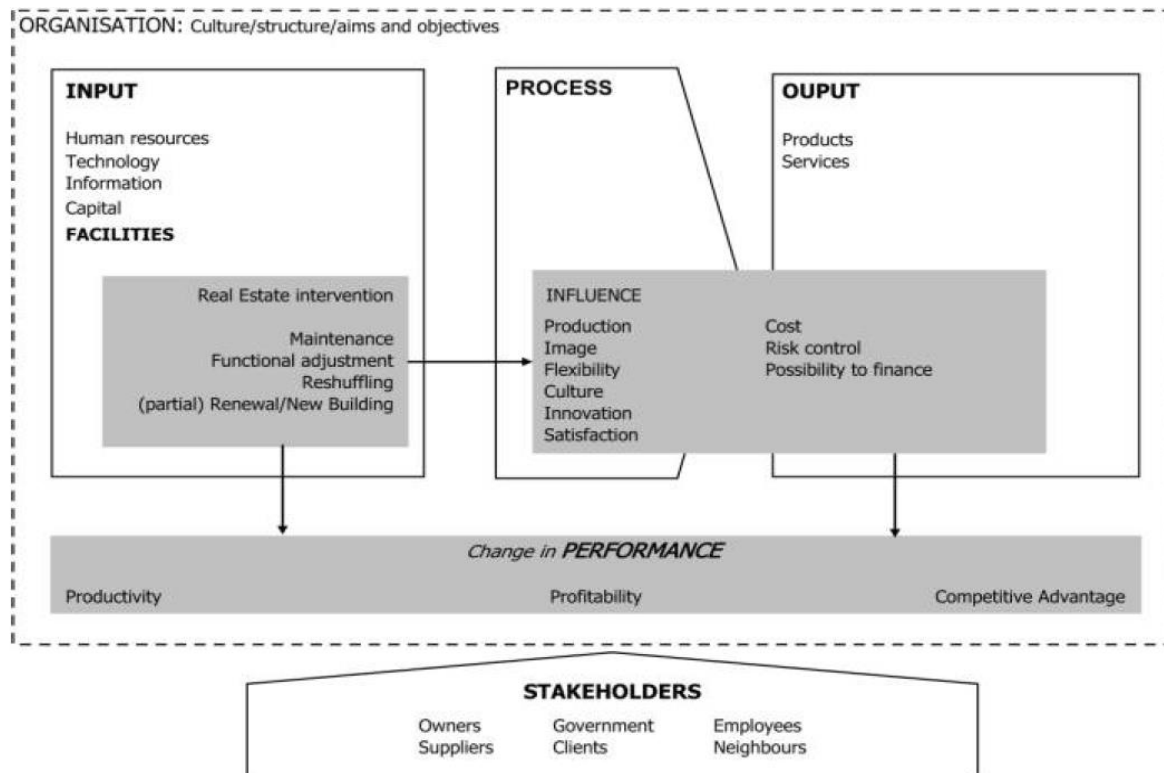 ORGANISATION: Culture/structure/aims and objectives
INPUT
Human resources
Technology
Information
Capital
FACILITIES
Real Estate intervention
Maintenance
Functional adjustment
Reshuffling
(partial) Renewal/New Building
PROCESS
OUPUT
Products
Services
INFLUENCE
Production
Image
Flexibility
Culture
Innovation
Satisfaction
Cost
Risk control
Possibility to finance
Change in PERFORMANCE
Productivity Profitability Competitive Advantage
STAKEHOLDERS
Owners Government Employees
Suppliers Clients Neighbours